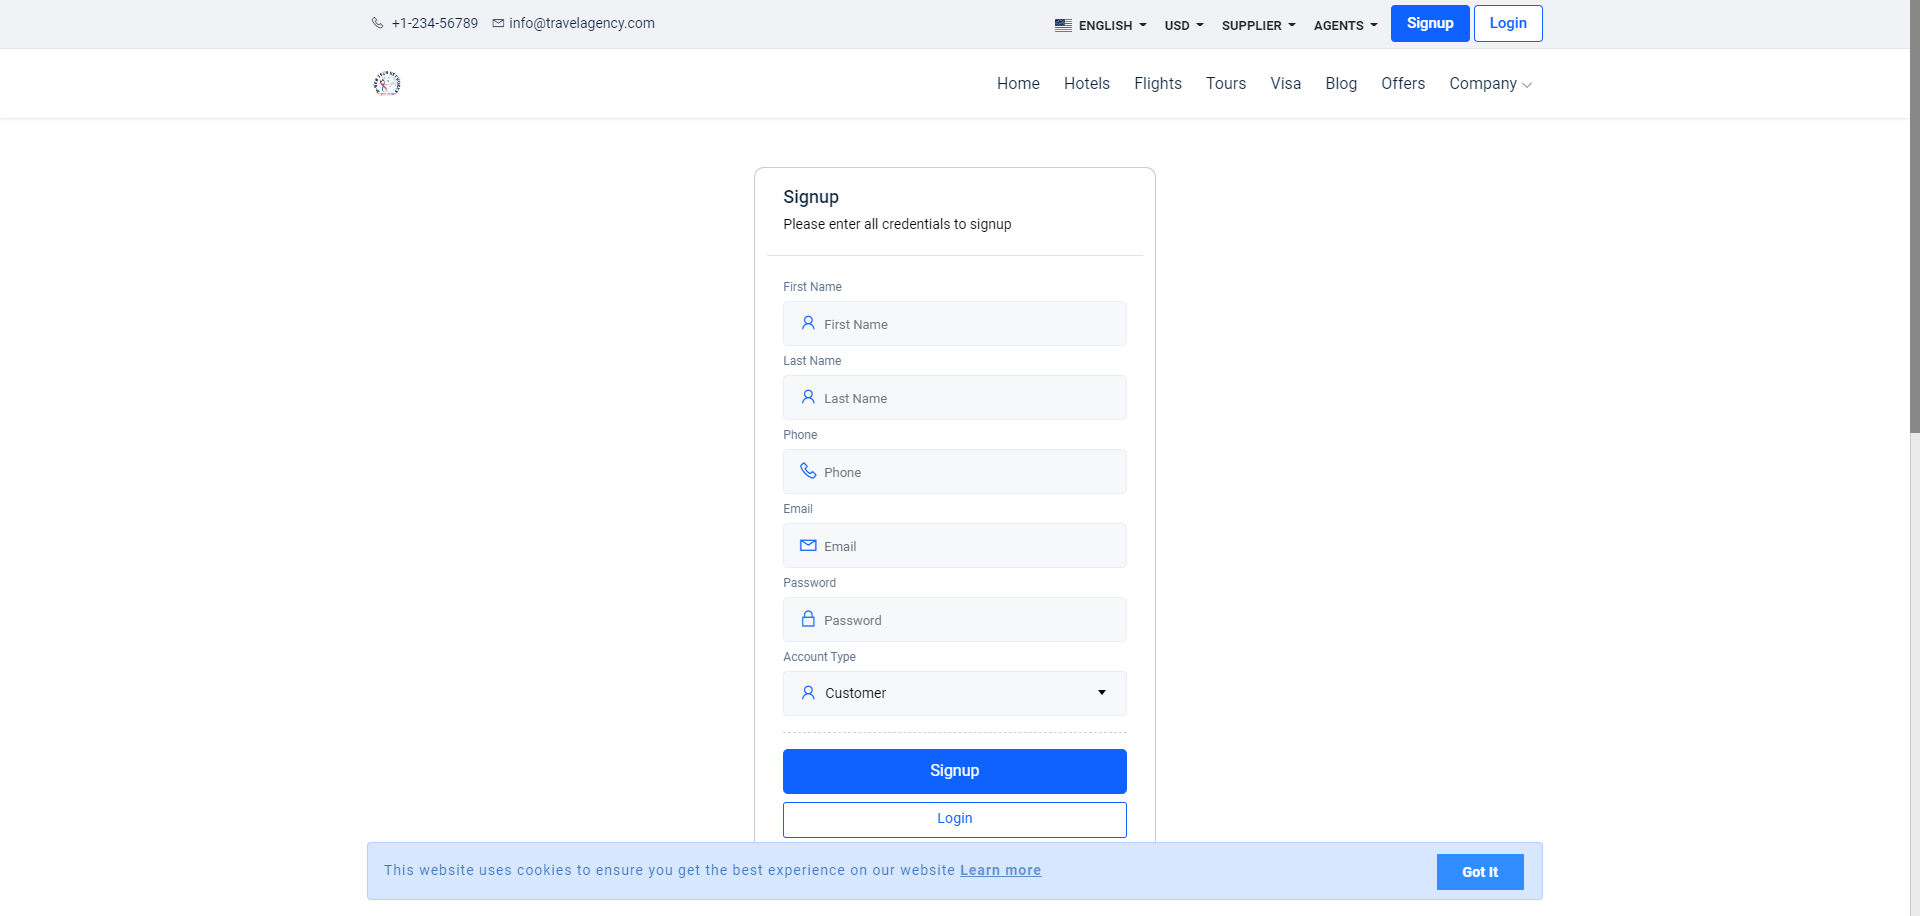 +1-234-56789 info@travelagency.com ENGLISH USD SUPPLIER AGENTS Signup Login
Home Hotels Flights Tours Visa Blog Offers Company
Signup
Please enter all credentials to signup
First Name
First Name
Last Name
Last Name
Phone
Phone
Email
Email
Password
Password
Account Type
Customer
Signup
Login
This website uses cookies to ensure you get the best experience on our website Learn more Got It